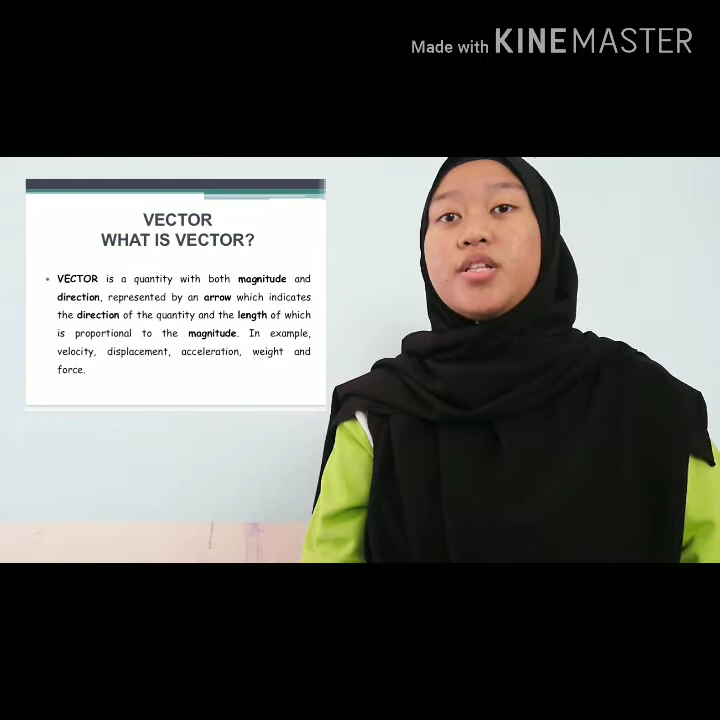 Made with KINEMASTER
VECTOR
WHAT IS VECTOR?
• VECTOR is a quantity with both magnitude and
direction, represented by an arrow which indicates
the direction of the quantity and the length of which
is proportional to the magnitude. In example,
velocity, displacement, acceleration, weight and
force.